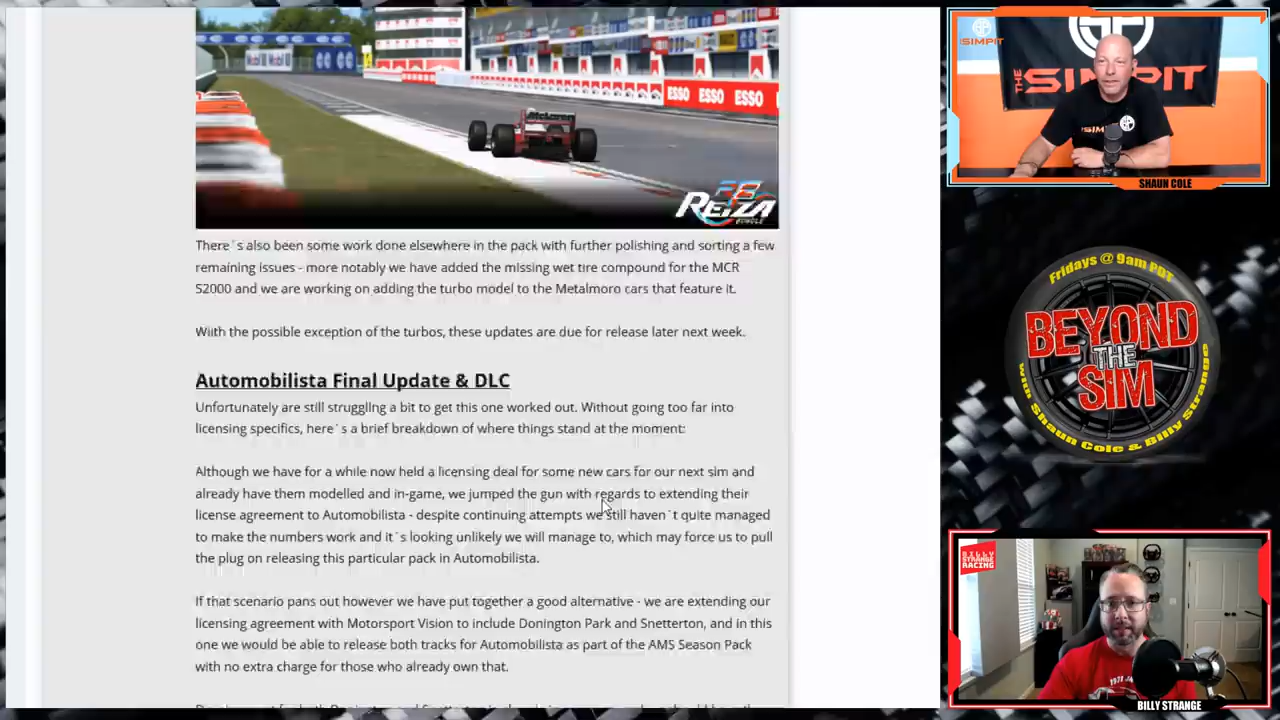 ESSO ESSO ESSO
McLaren
REIZA
BUNDLE
There´s also been some work done elsewhere in the pack with further polishing and sorting a few
remaining issues - more notably we have added the missing wet tire compound for the MCR
S2000 and we are working on adding the turbo model to the Metalmoro cars that feature it.
Wiith the possible exception of the turbos, these updates are due for release later next week.
Automobilista Final Update & DLC
Unfortunately are still struggling a bit to get this one worked out. Without going too far into
licensing specifics, here´s a brief breakdown of where things stand at the moment:
Although we have for a while now held a licensing deal for some new cars for our next sim and
already have them modelled and in-game, we jumped the gun with regards to extending their
license agreement to Automobilista - despite continuing attempts we still haven´t quite managed
to make the numbers work and it´s looking unlikely we will manage to, which may force us to pull
the plug on releasing this particular pack in Automobilista.
If that scenario pans out however we have put together a good alternative - we are extending our
licensing agreement with Motorsport Vision to include Donington Park and Snetterton, and in this
one we would be able to release both tracks for Automobilista as part of the AMS Season Pack
with no extra charge for those who already own that.
SIMPIT
THE SIMPIT
SIMPIT
SHAUN COLE
Fridays @ 9am PDT
BEYOND
THE
SIM
With Shaun Cole & Billy Strange
BILLY STRANGE
RACING
BILLY STRANGE